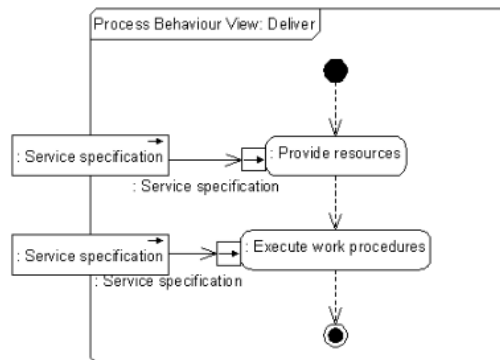 Process Behaviour View: Deliver
: Service specification
: Provide resources
: Service specification
: Execute work procedures
: Service specification
: Service specification